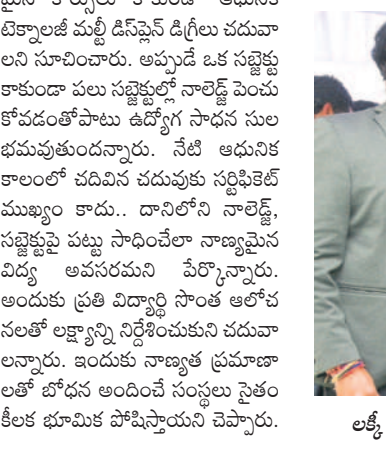 టెక్నాలజీ మల్టీ డిస్‌ప్లెన్ డిగ్రీలు చదువా
లని సూచించారు. అప్పుడే ఒక సబ్జెక్టు
కాకుండా పలు సబ్జెక్టుల్లో నాలెడ్జ్ పెంచు
కోవడంతోపాటు ఉద్యోగ సాధన సుల
భమవుతుందన్నారు. నేటి ఆధునిక
కాలంలో చదివిన చదువుకు సర్టిఫికెట్
ముఖ్యం కాదు.. దానిలోని నాలెడ్జ్,
సబ్జెక్టుపై పట్టు సాధించేలా నాణ్యమైన
విద్య అవసరమని పేర్కొన్నారు.
అందుకు ప్రతి విద్యార్థి సొంత ఆలోచ
నలతో లక్ష్యాన్ని నిర్దేశించుకుని చదువా
లన్నారు. ఇందుకు నాణ్యత ప్రమాణా
లతో బోధన అందించే సంస్థలు సైతం
కీలక భూమిక పోషిస్తాయని చెప్పారు.
లక్కీ